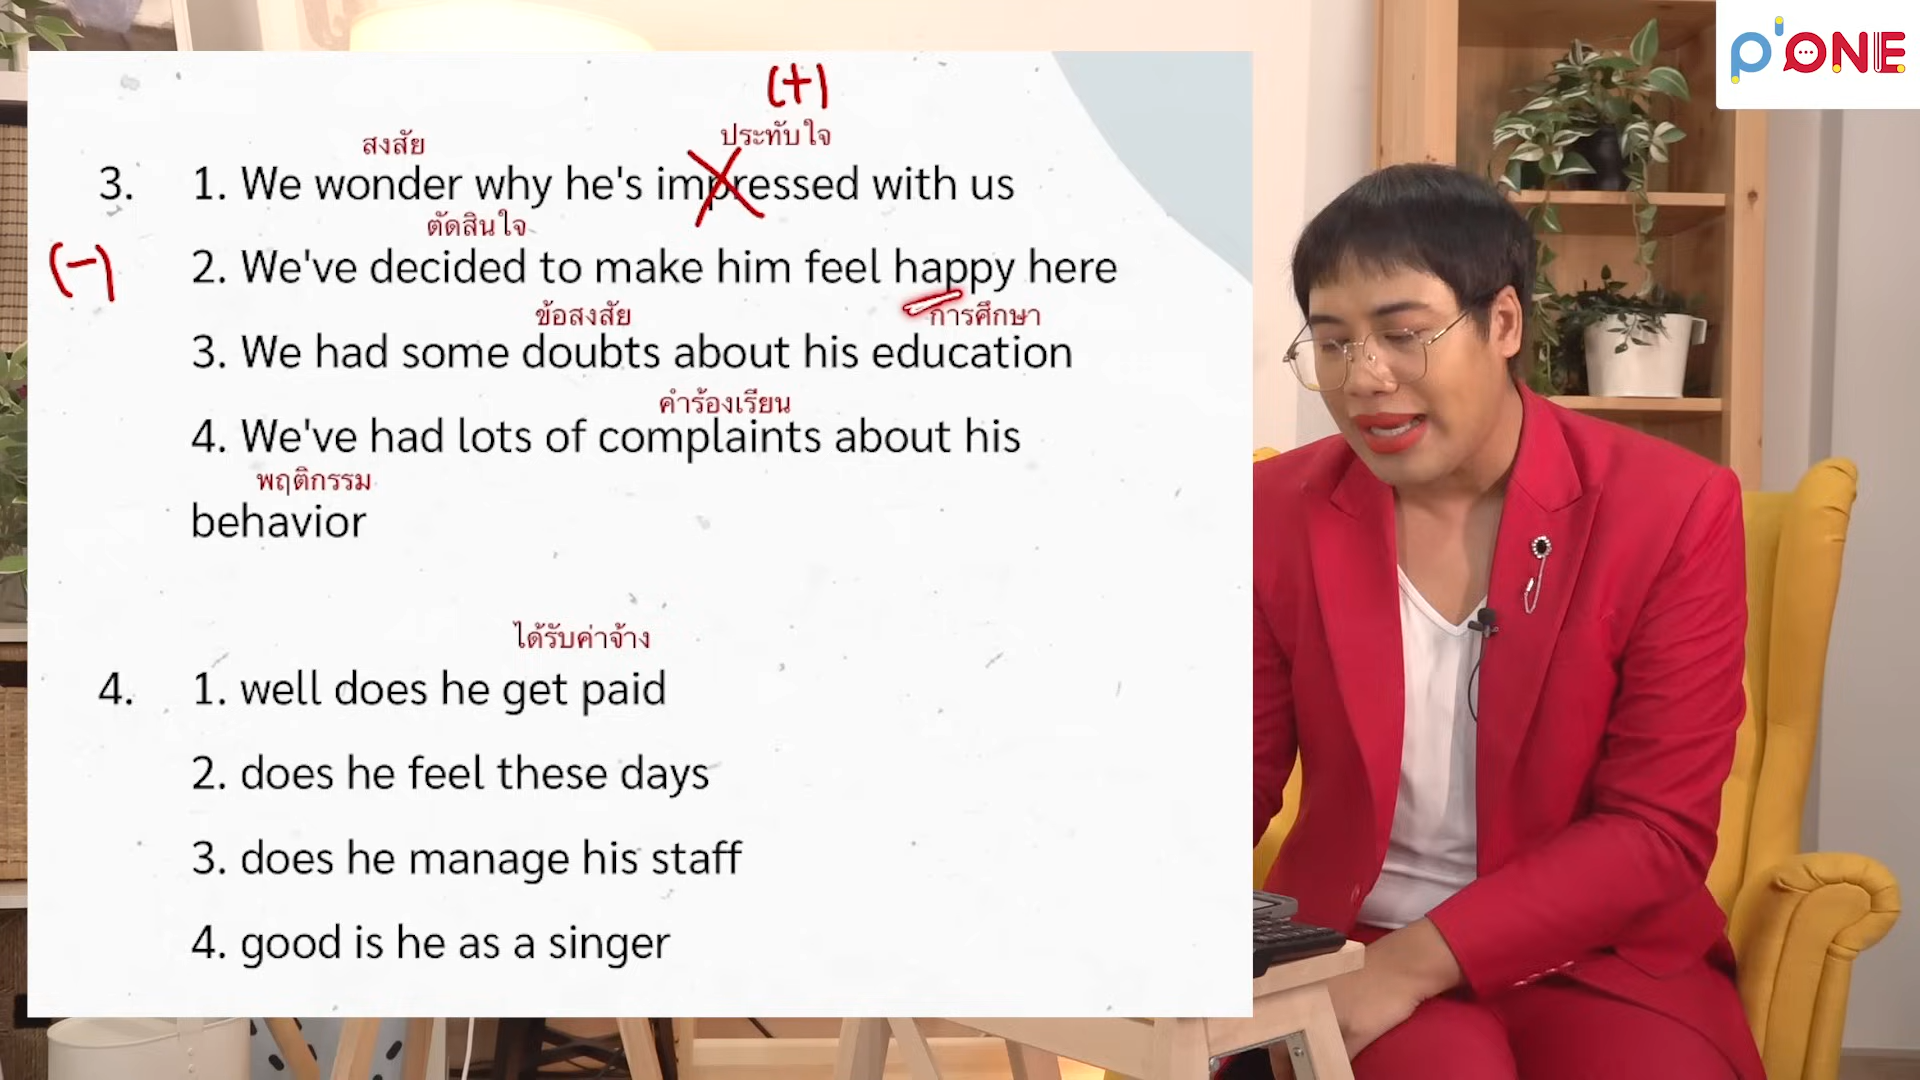 P'ONE
(+)
สงสัย ประทับใจ
3. 1. We wonder why he's impressed with us
ตัดสินใจ
(-) 2. We've decided to make him feel happy here
ข้อสงสัย การศึกษา
3. We had some doubts about his education
คำร้องเรียน
4. We've had lots of complaints about his
พฤติกรรม
behavior
ได้รับค่าจ้าง
4. 1. well does he get paid
2. does he feel these days
3. does he manage his staff
4. good is he as a singer